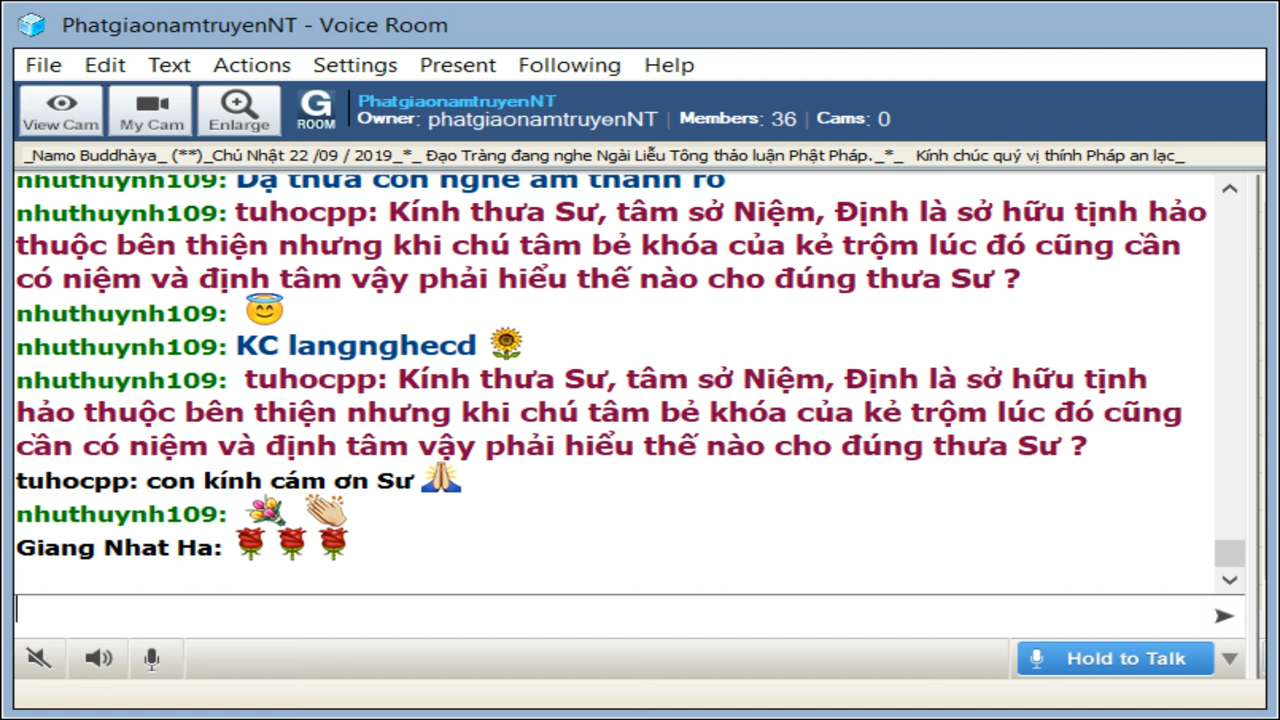 PhatgiaonamtruyenNT - Voice Room
File Edit Text Actions Settings Present Following Help
View Cam My Cam Enlarge G ROOM PhatgiaonamtruyenNT
Owner: phatgiaonamtruyenNT | Members: 36 | Cams: 0
_Namo Buddhàya_ (**)_Chủ Nhật 22 /09 / 2019_*_ Đạo Tràng đang nghe Ngài Liễu Tông thảo luận Phật Pháp._*_ Kính chúc quý vị thính Pháp an lạc_
nhuthuynh109: Dạ thưa con nghe âm thanh rõ
nhuthuynh109: tuhocpp: Kính thưa Sư, tâm sở Niệm, Định là sở hữu tịnh hảo
thuộc bên thiện nhưng khi chú tâm bẻ khóa của kẻ trộm lúc đó cũng cần
có niệm và định tâm vậy phải hiểu thế nào cho đúng thưa Sư ?
nhuthuynh109: 😇
nhuthuynh109: KC langnghecd 🌻
nhuthuynh109: tuhocpp: Kính thưa Sư, tâm sở Niệm, Định là sở hữu tịnh
hảo thuộc bên thiện nhưng khi chú tâm bẻ khóa của kẻ trộm lúc đó cũng
cần có niệm và định tâm vậy phải hiểu thế nào cho đúng thưa Sư ?
tuhocpp: con kính cám ơn Sư 🙏
nhuthuynh109: 💐 👏
Giang Nhat Ha: 🌹 🌹 🌹
Hold to Talk